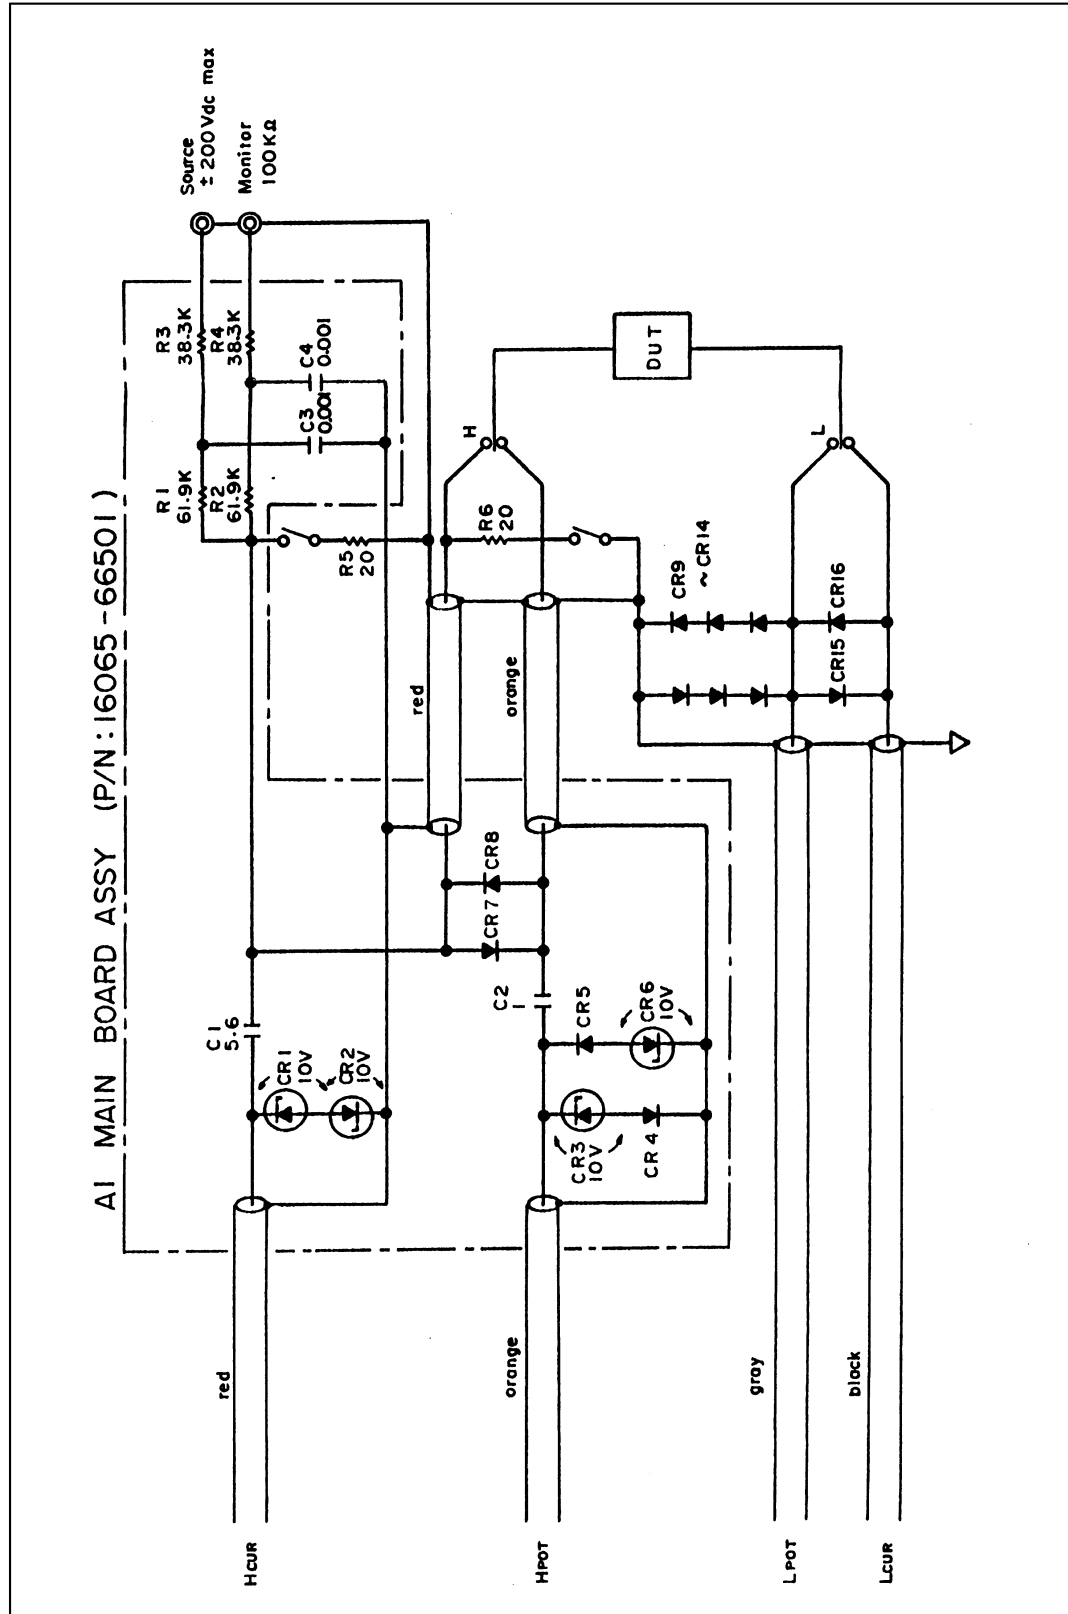 A1 MAIN BOARD ASSY (P/N:16065-66501)
Source
±200Vdc max
Monitor
100KΩ
R3
38.3K
R4
38.3K
R1
61.9K
R2
61.9K
C4
0.001
C3
0.001
R5
20
R6
20
H
DUT
L
C1
5.6
CR1
10V
CR2
10V
CR7
CR8
C2
1
CR5
CR6
10V
CR3
10V
CR4
red
orange
CR9
~CR14
CR15
CR16
red
orange
gray
black
HCUR
HPOT
LPOT
LCUR